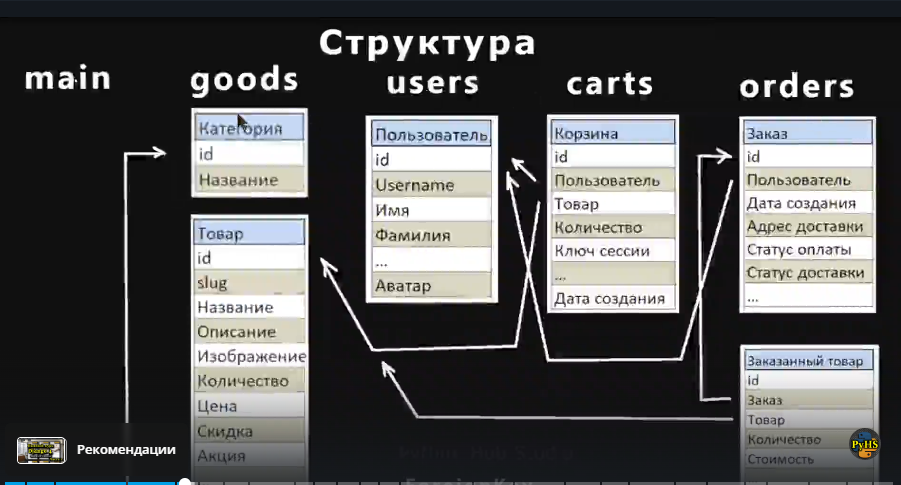 Структура
main
goods
users
carts
orders
Категория
id
Название
Товар
id
slug
Название
Описание
Изображение
Количество
Цена
Скидка
Акция
Пользователь
id
Username
Имя
Фамилия
...
Аватар
Корзина
id
Пользователь
Товар
Количество
Ключ сессии
...
Дата создания
Заказ
id
Пользователь
Дата создания
Адрес доставки
Статус оплаты
Статус доставки
...
Заказанный товар
id
Заказ
Товар
Количество
Стоимость
Рекомендации
PyHS